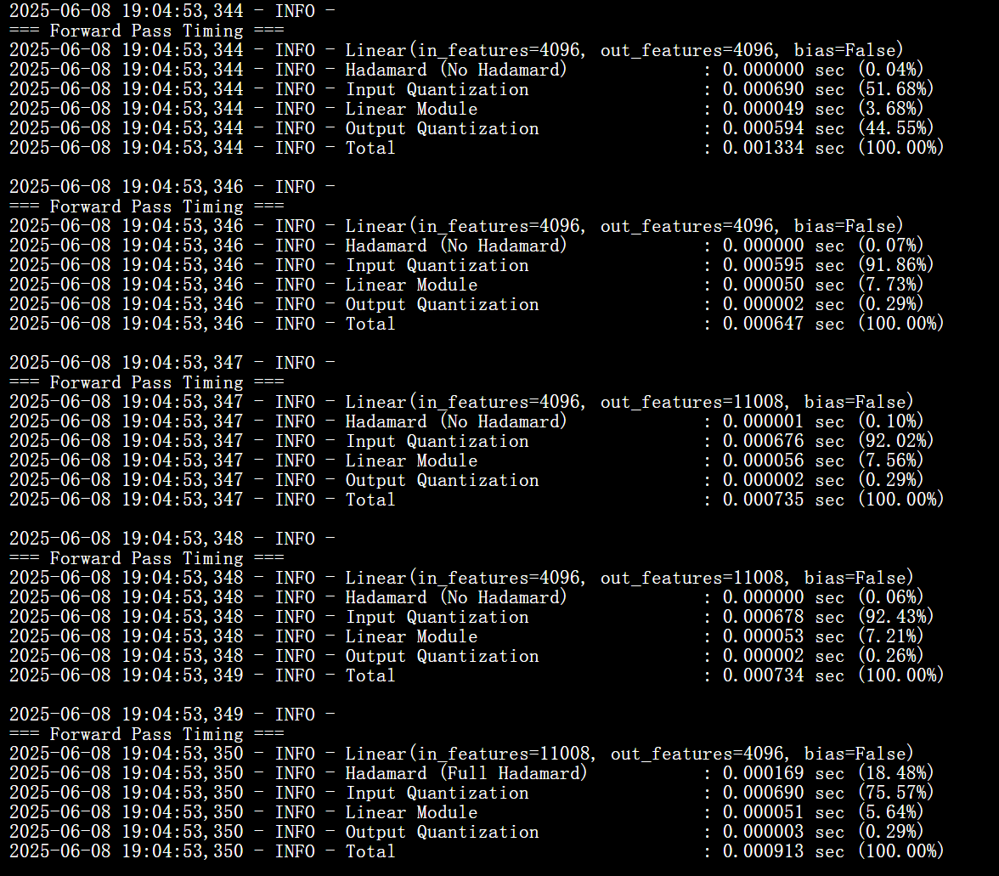 2025-06-08 19:04:53,344 - INFO -
=== Forward Pass Timing ===
2025-06-08 19:04:53,344 - INFO - Linear(in_features=4096, out_features=4096, bias=False)
2025-06-08 19:04:53,344 - INFO - Hadamard (No Hadamard) : 0.000000 sec (0.04%)
2025-06-08 19:04:53,344 - INFO - Input Quantization : 0.000690 sec (51.68%)
2025-06-08 19:04:53,344 - INFO - Linear Module : 0.000049 sec (3.68%)
2025-06-08 19:04:53,344 - INFO - Output Quantization : 0.000594 sec (44.55%)
2025-06-08 19:04:53,344 - INFO - Total : 0.001334 sec (100.00%)
2025-06-08 19:04:53,346 - INFO -
=== Forward Pass Timing ===
2025-06-08 19:04:53,346 - INFO - Linear(in_features=4096, out_features=4096, bias=False)
2025-06-08 19:04:53,346 - INFO - Hadamard (No Hadamard) : 0.000000 sec (0.07%)
2025-06-08 19:04:53,346 - INFO - Input Quantization : 0.000595 sec (91.86%)
2025-06-08 19:04:53,346 - INFO - Linear Module : 0.000050 sec (7.73%)
2025-06-08 19:04:53,346 - INFO - Output Quantization : 0.000002 sec (0.29%)
2025-06-08 19:04:53,346 - INFO - Total : 0.000647 sec (100.00%)
2025-06-08 19:04:53,347 - INFO -
=== Forward Pass Timing ===
2025-06-08 19:04:53,347 - INFO - Linear(in_features=4096, out_features=11008, bias=False)
2025-06-08 19:04:53,347 - INFO - Hadamard (No Hadamard) : 0.000001 sec (0.10%)
2025-06-08 19:04:53,347 - INFO - Input Quantization : 0.000676 sec (92.02%)
2025-06-08 19:04:53,347 - INFO - Linear Module : 0.000056 sec (7.56%)
2025-06-08 19:04:53,347 - INFO - Output Quantization : 0.000002 sec (0.29%)
2025-06-08 19:04:53,347 - INFO - Total : 0.000735 sec (100.00%)
2025-06-08 19:04:53,348 - INFO -
=== Forward Pass Timing ===
2025-06-08 19:04:53,348 - INFO - Linear(in_features=4096, out_features=11008, bias=False)
2025-06-08 19:04:53,348 - INFO - Hadamard (No Hadamard) : 0.000000 sec (0.06%)
2025-06-08 19:04:53,348 - INFO - Input Quantization : 0.000678 sec (92.43%)
2025-06-08 19:04:53,348 - INFO - Linear Module : 0.000053 sec (7.21%)
2025-06-08 19:04:53,348 - INFO - Output Quantization : 0.000002 sec (0.26%)
2025-06-08 19:04:53,349 - INFO - Total : 0.000734 sec (100.00%)
2025-06-08 19:04:53,349 - INFO -
=== Forward Pass Timing ===
2025-06-08 19:04:53,350 - INFO - Linear(in_features=11008, out_features=4096, bias=False)
2025-06-08 19:04:53,350 - INFO - Hadamard (Full Hadamard) : 0.000169 sec (18.48%)
2025-06-08 19:04:53,350 - INFO - Input Quantization : 0.000690 sec (75.57%)
2025-06-08 19:04:53,350 - INFO - Linear Module : 0.000051 sec (5.64%)
2025-06-08 19:04:53,350 - INFO - Output Quantization : 0.000003 sec (0.29%)
2025-06-08 19:04:53,350 - INFO - Total : 0.000913 sec (100.00%)